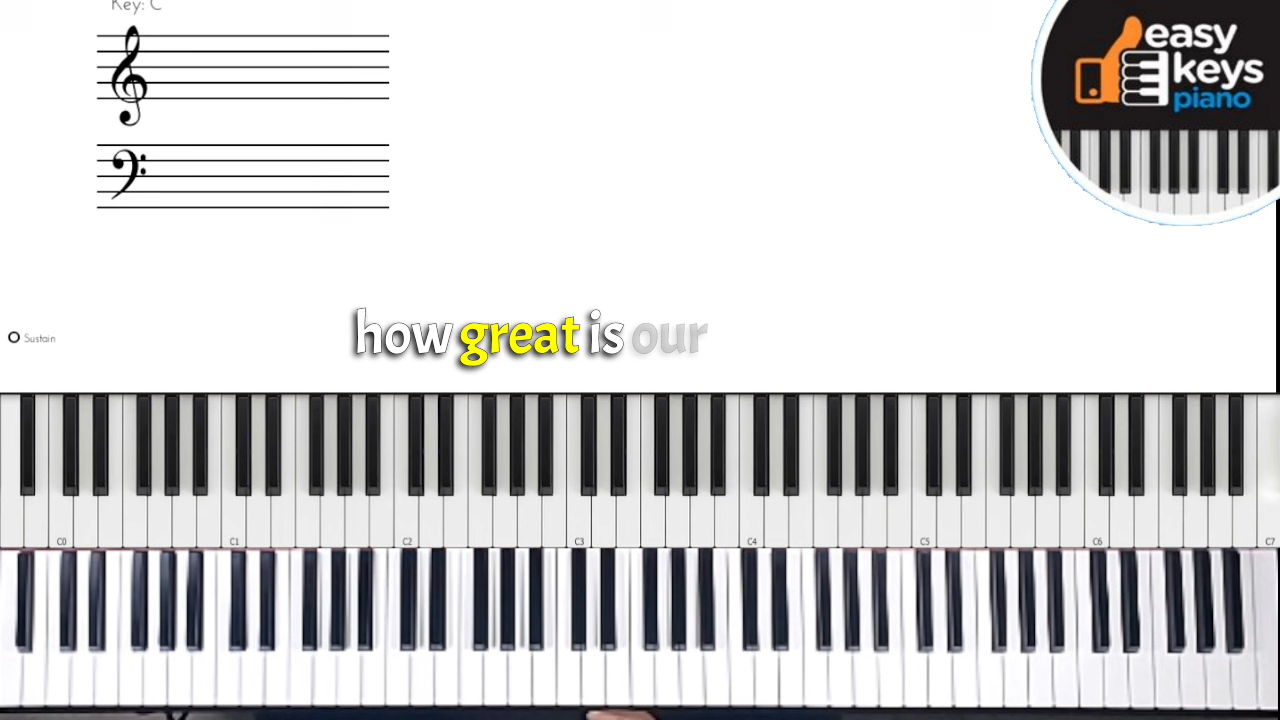 Key: C
easy
keys
piano
how great is our
Sustain
C0 C1 C2 C3 C4 C5 C6 C7